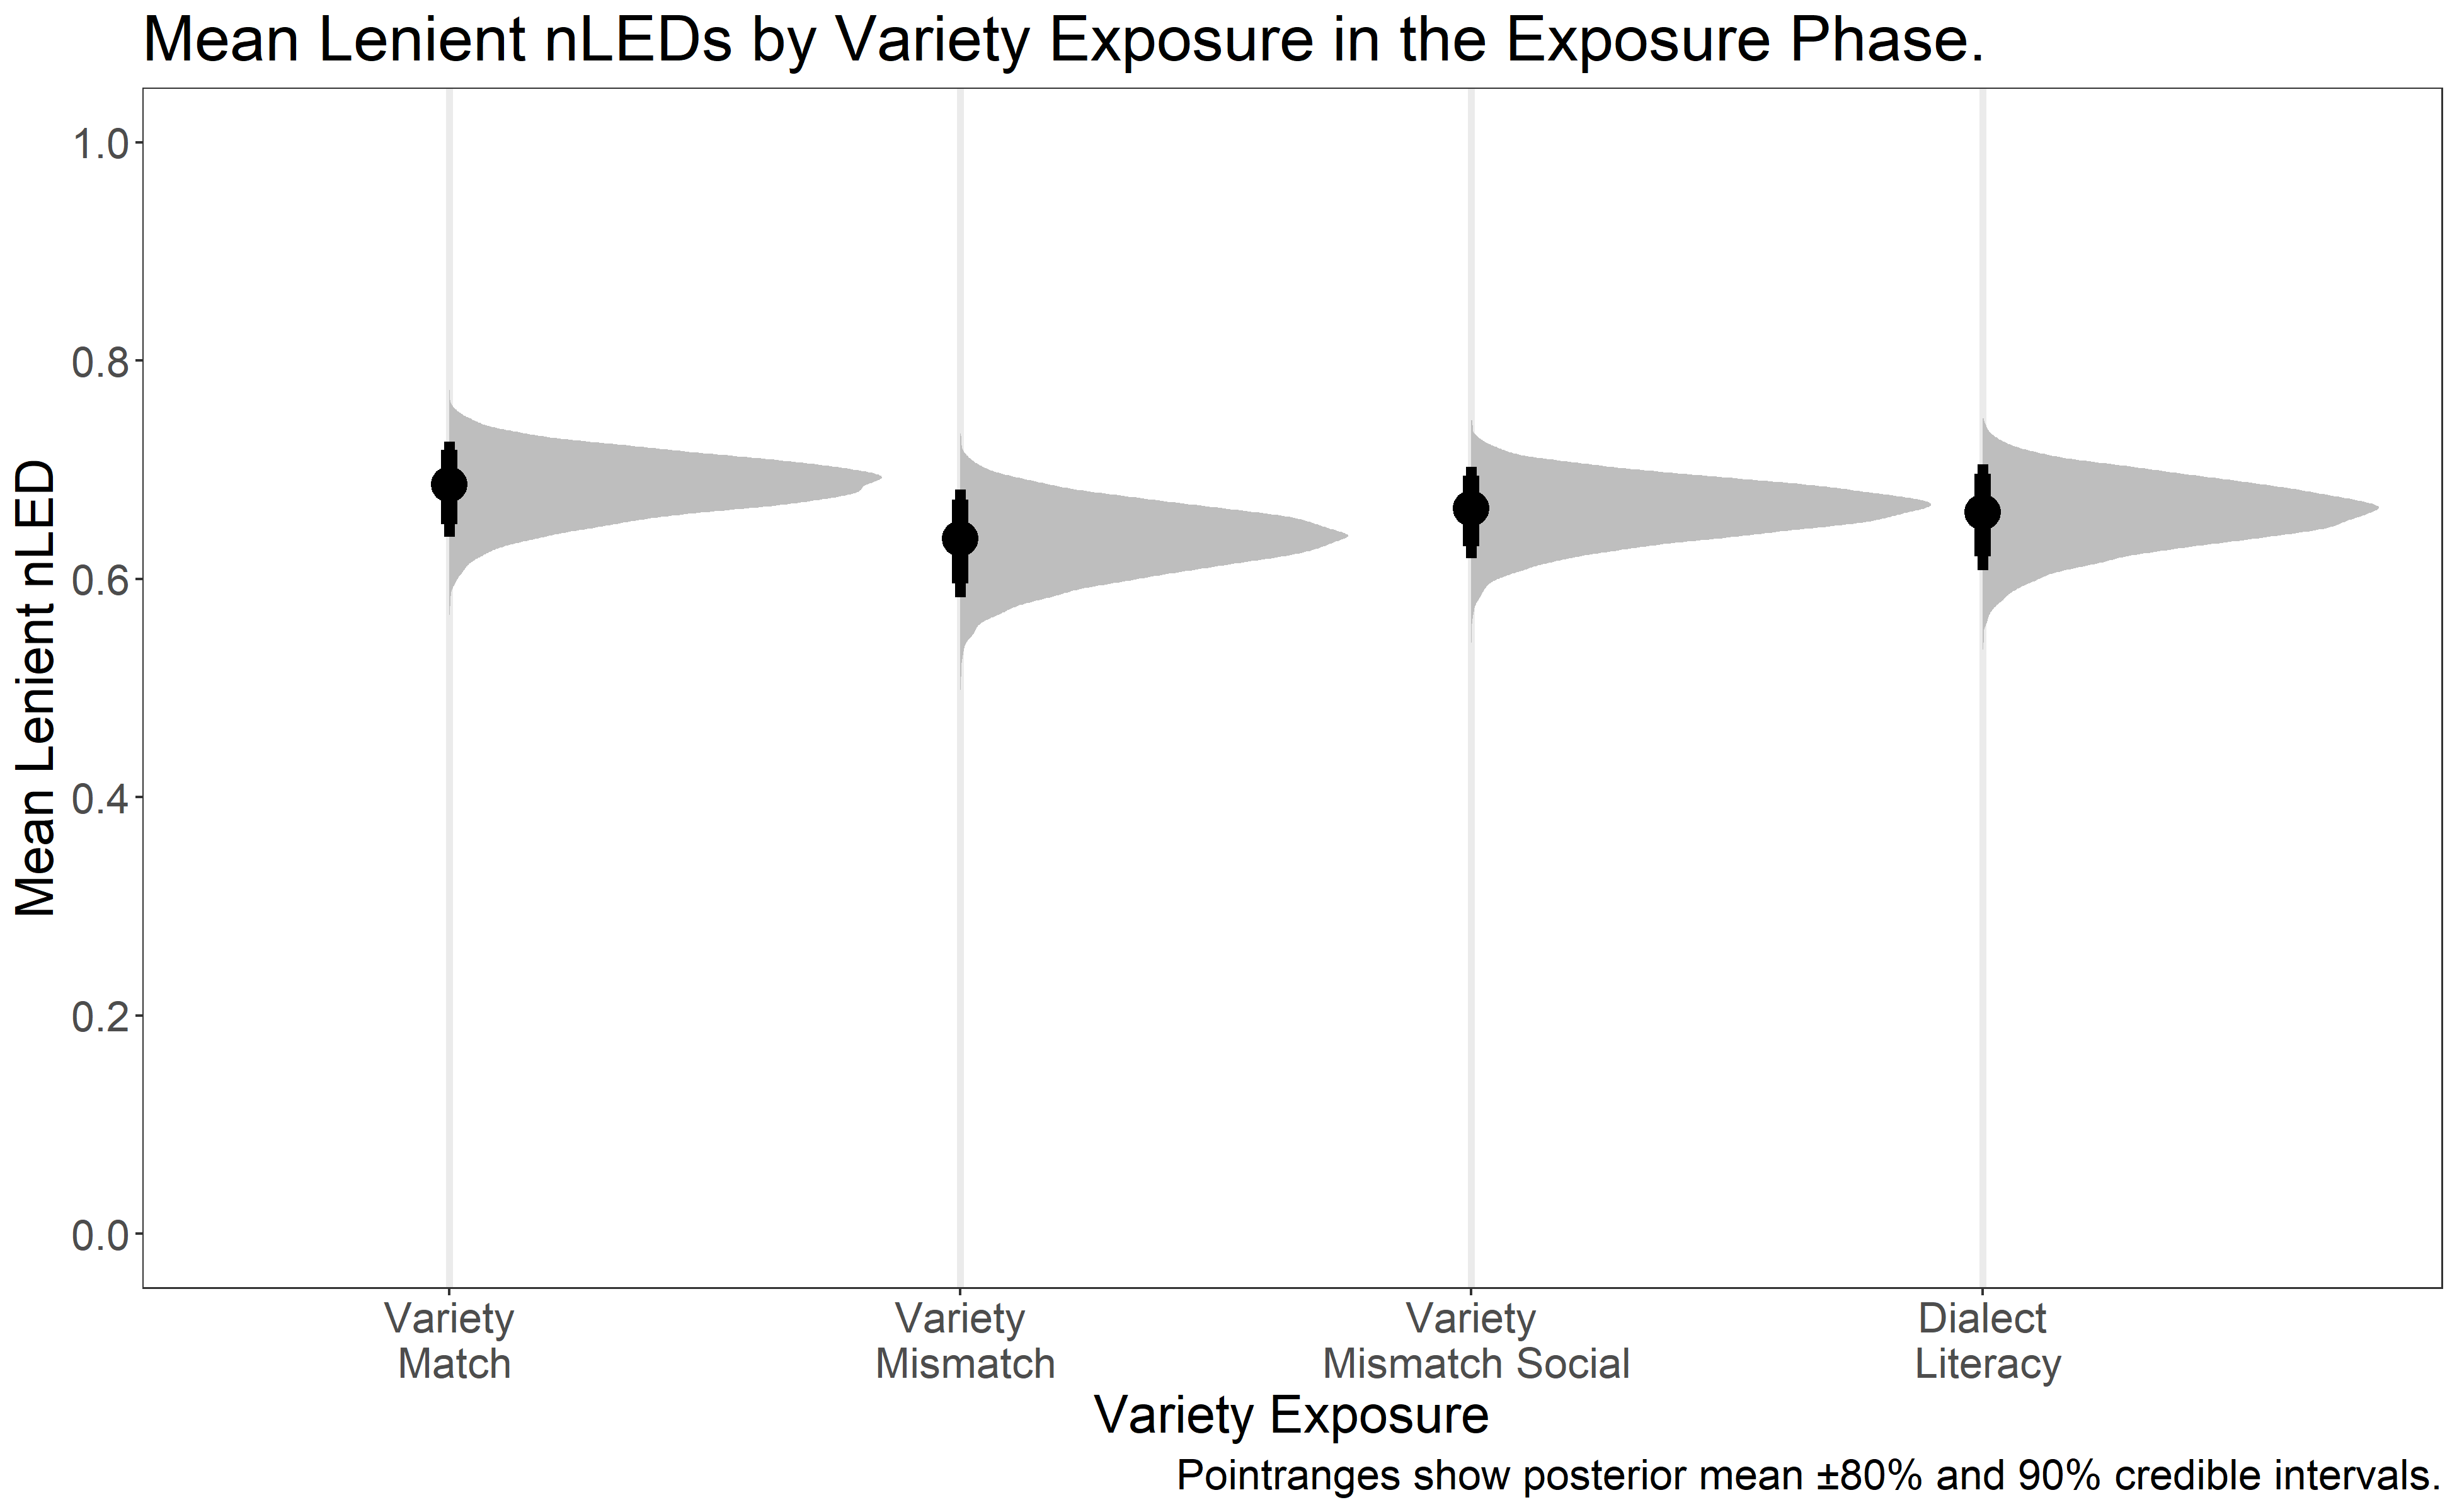 Mean Lenient nLEDs by Variety Exposure in the Exposure Phase.
Mean Lenient nLED
1.0
0.8
0.6
0.4
0.2
0.0
Variety
Match
Variety
Mismatch
Variety
Mismatch Social
Dialect
Literacy
Variety Exposure
Pointranges show posterior mean ±80% and 90% credible intervals.